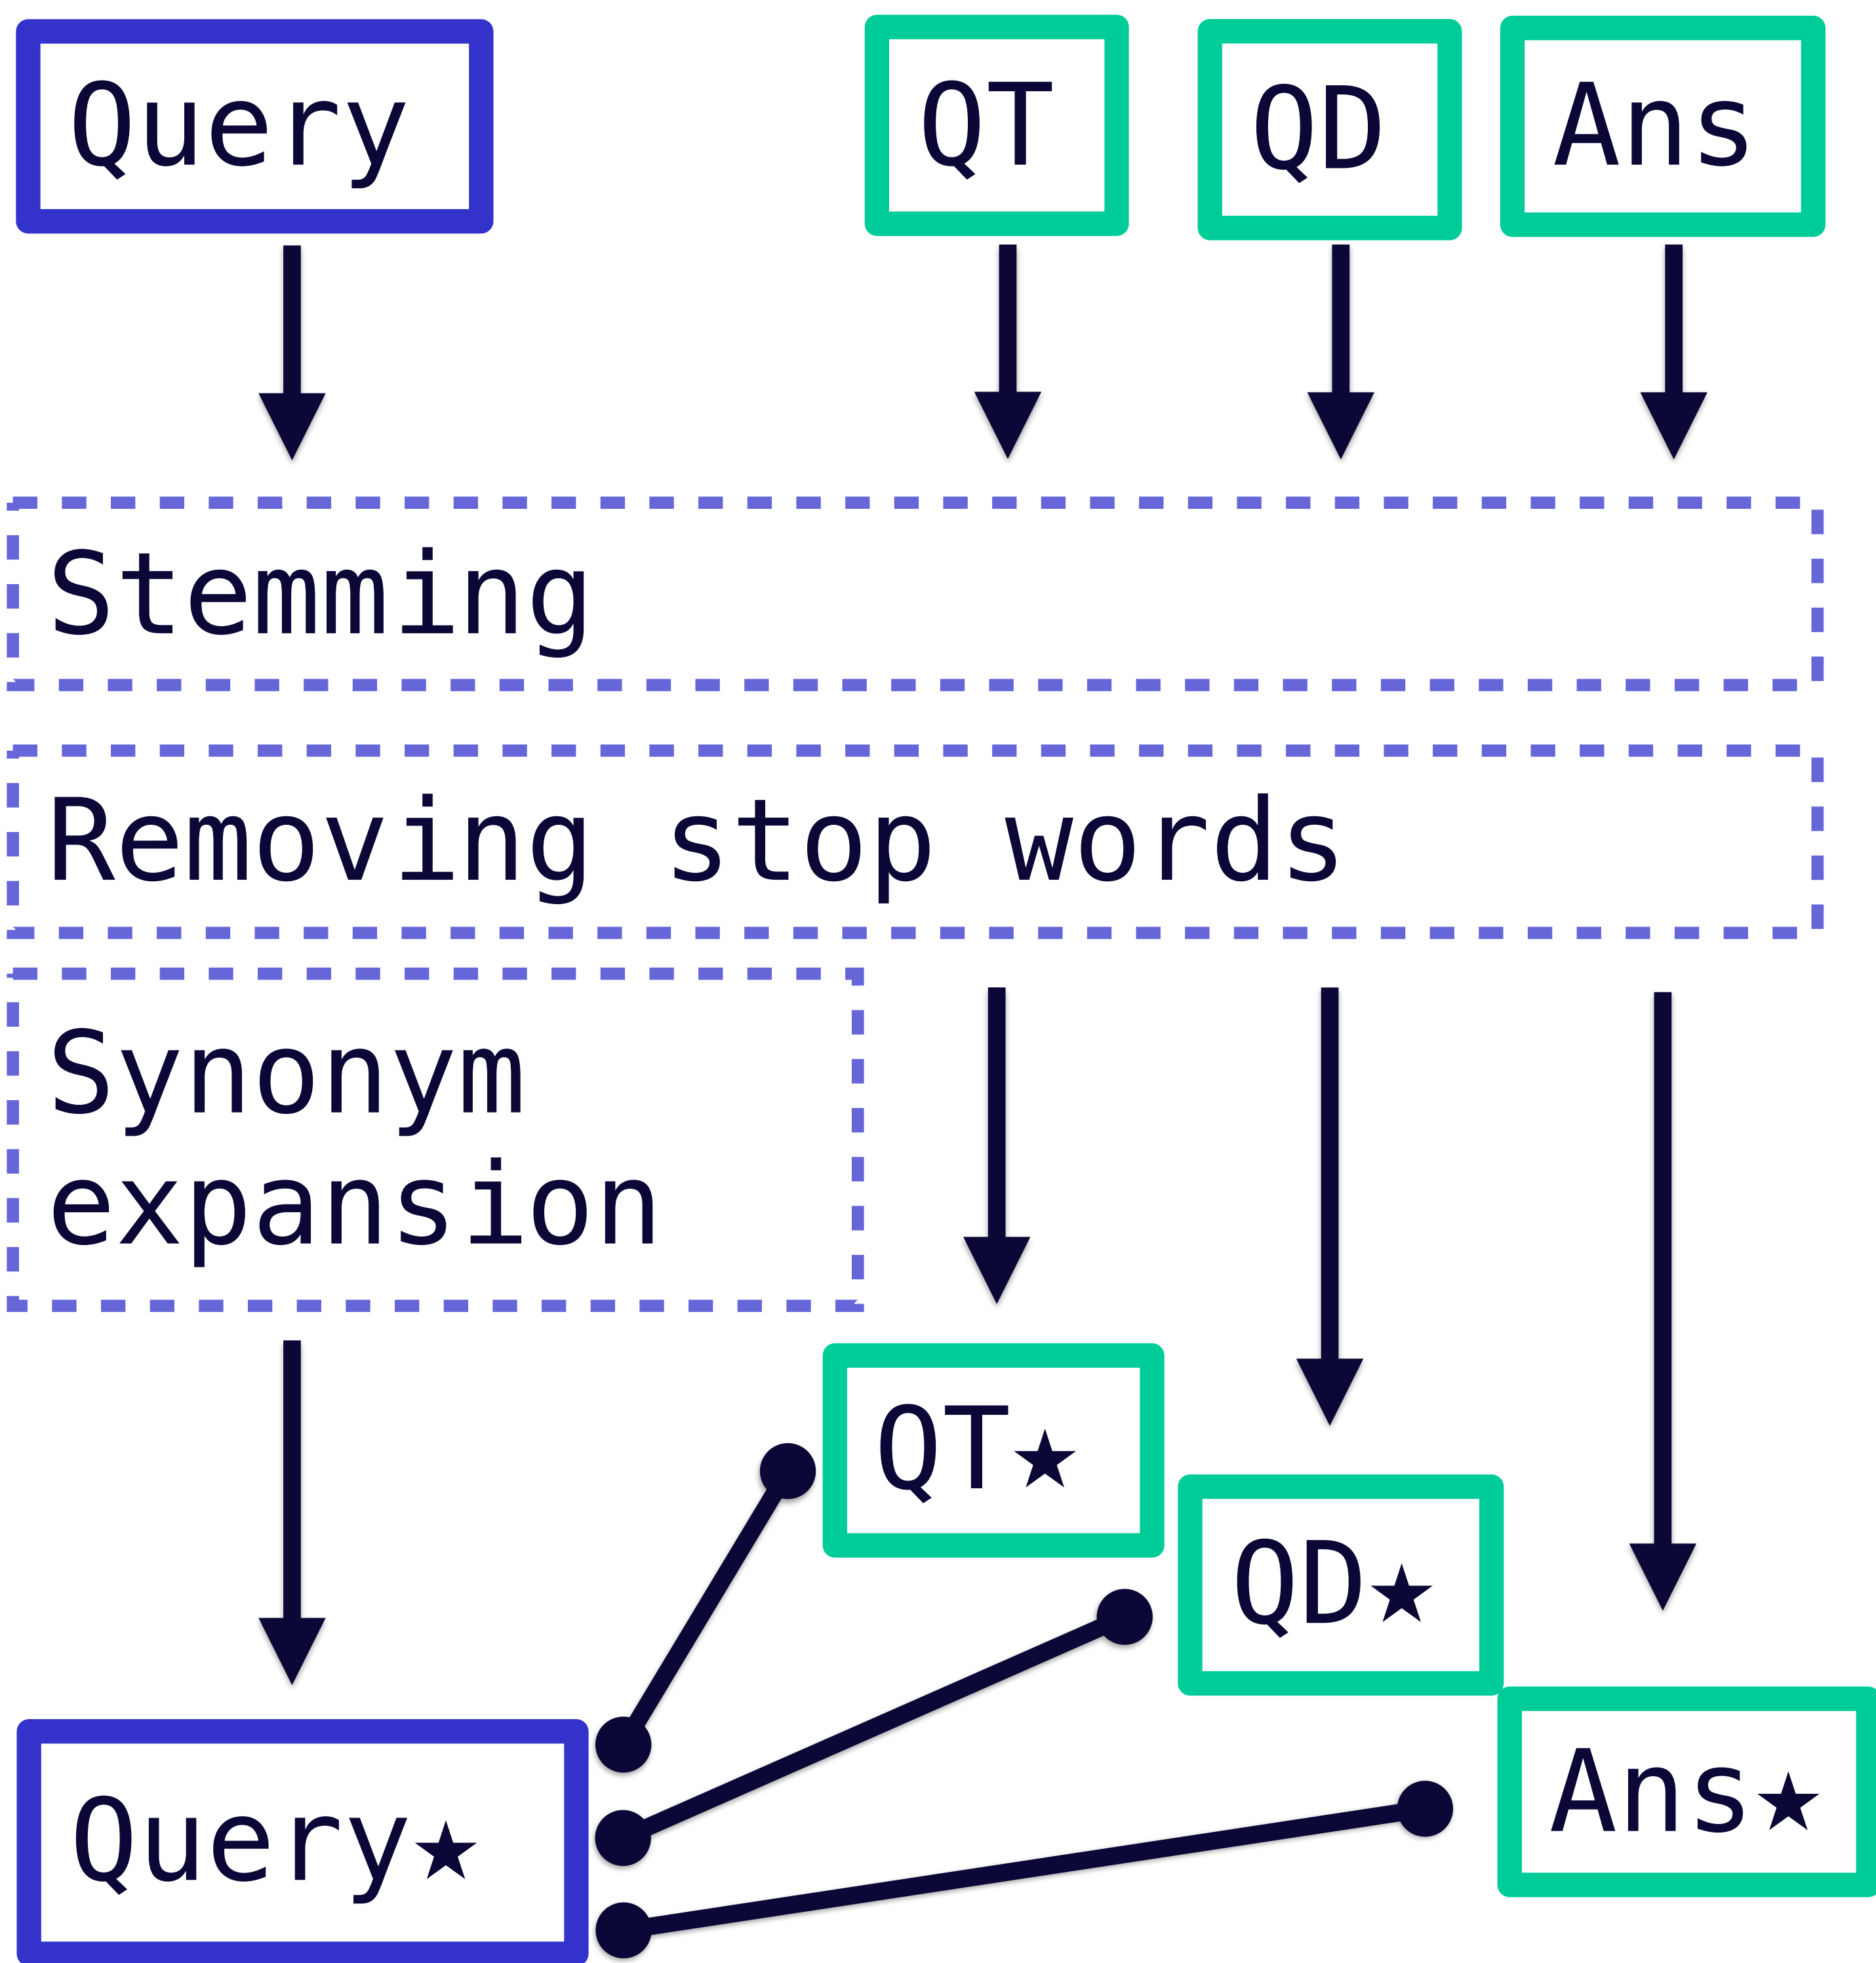 Query
QT
QD
Ans
Stemming
Removing stop words
Synonym
expansion
QT★
QD★
Ans★
Query★